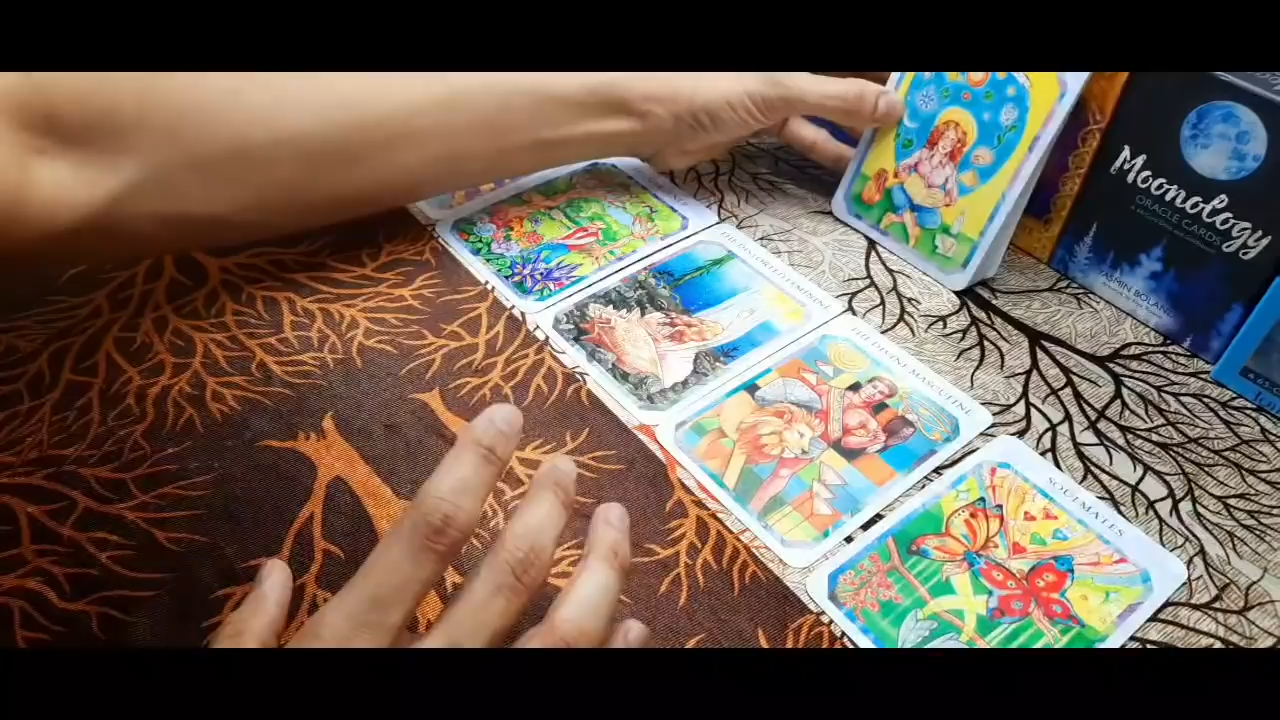 Moonology
ORACLE CARDS
YASMIN BOLAND
THE DISTORTED FEMININE
THE DIVINE MASCULINE
SOULMATES